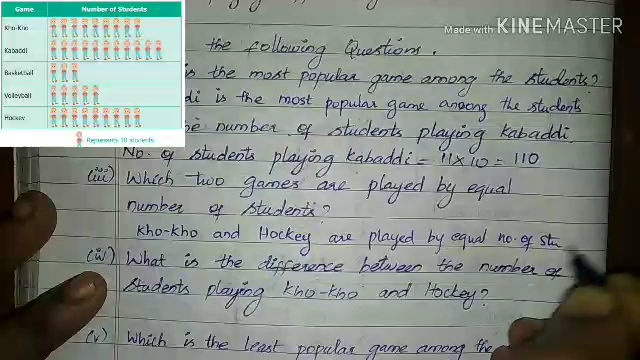 Made with KINEMASTER
Game Number of Students
Kho-Kho
Kabaddi
Basketball
Volleyball
Hockey
Represents 10 students
the following Questions.
is the most popular game among the students?
di is the most popular game among the students
the number of students playing kabaddi
No. of students playing kabaddi = 11×10 = 110
(iii) Which two games are played by equal
number of students?
Kho-kho and Hockey are played by equal no. of stu
(iv) What is the difference between the number of
students playing kho-kho and Hockey?
(v) Which is the least popular game among the